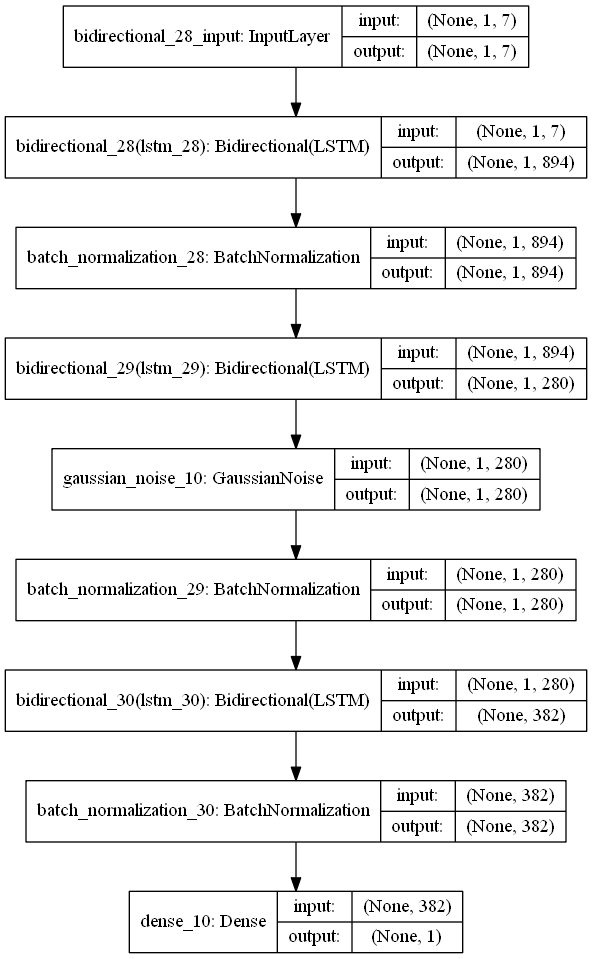 bidirectional_28_input: InputLayer
input: (None, 1, 7)
output: (None, 1, 7)
bidirectional_28(lstm_28): Bidirectional(LSTM)
input: (None, 1, 7)
output: (None, 1, 894)
batch_normalization_28: BatchNormalization
input: (None, 1, 894)
output: (None, 1, 894)
bidirectional_29(lstm_29): Bidirectional(LSTM)
input: (None, 1, 894)
output: (None, 1, 280)
gaussian_noise_10: GaussianNoise
input: (None, 1, 280)
output: (None, 1, 280)
batch_normalization_29: BatchNormalization
input: (None, 1, 280)
output: (None, 1, 280)
bidirectional_30(lstm_30): Bidirectional(LSTM)
input: (None, 1, 280)
output: (None, 382)
batch_normalization_30: BatchNormalization
input: (None, 382)
output: (None, 382)
dense_10: Dense
input: (None, 382)
output: (None, 1)